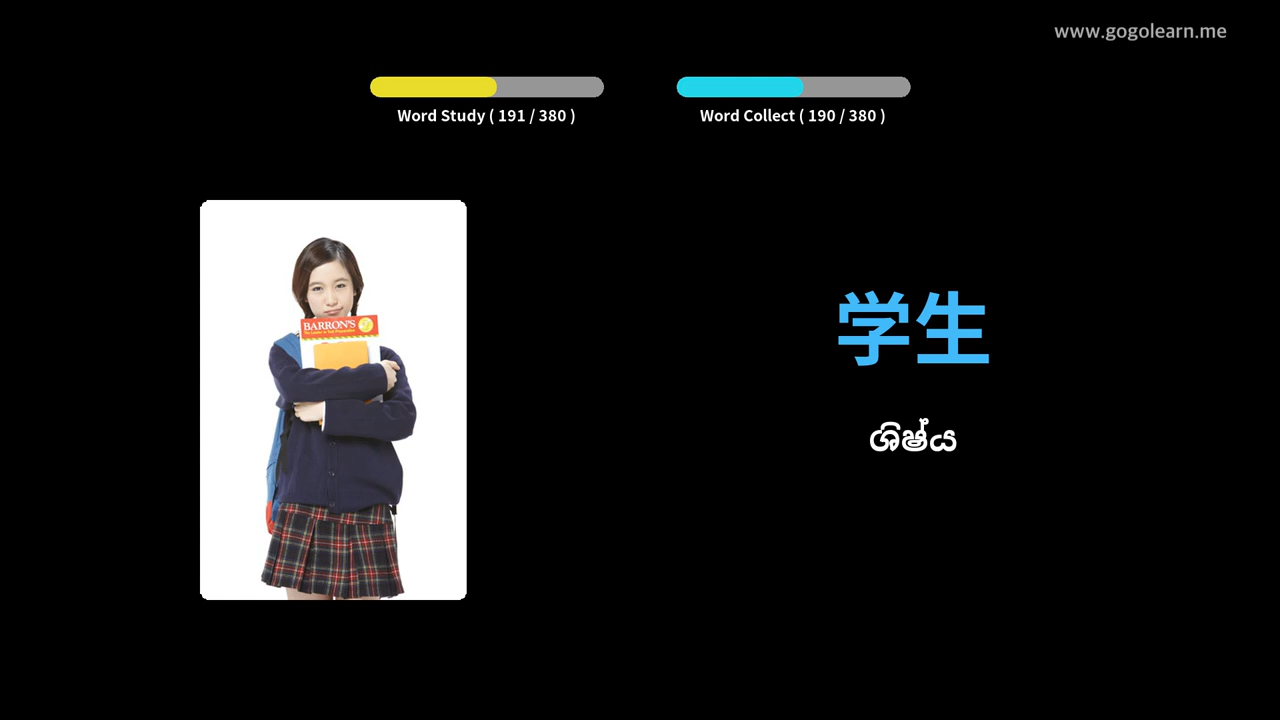 www.gogolearn.me
Word Study ( 191 / 380 )
Word Collect ( 190 / 380 )
BARRON'S
学生
ශිෂ්ය